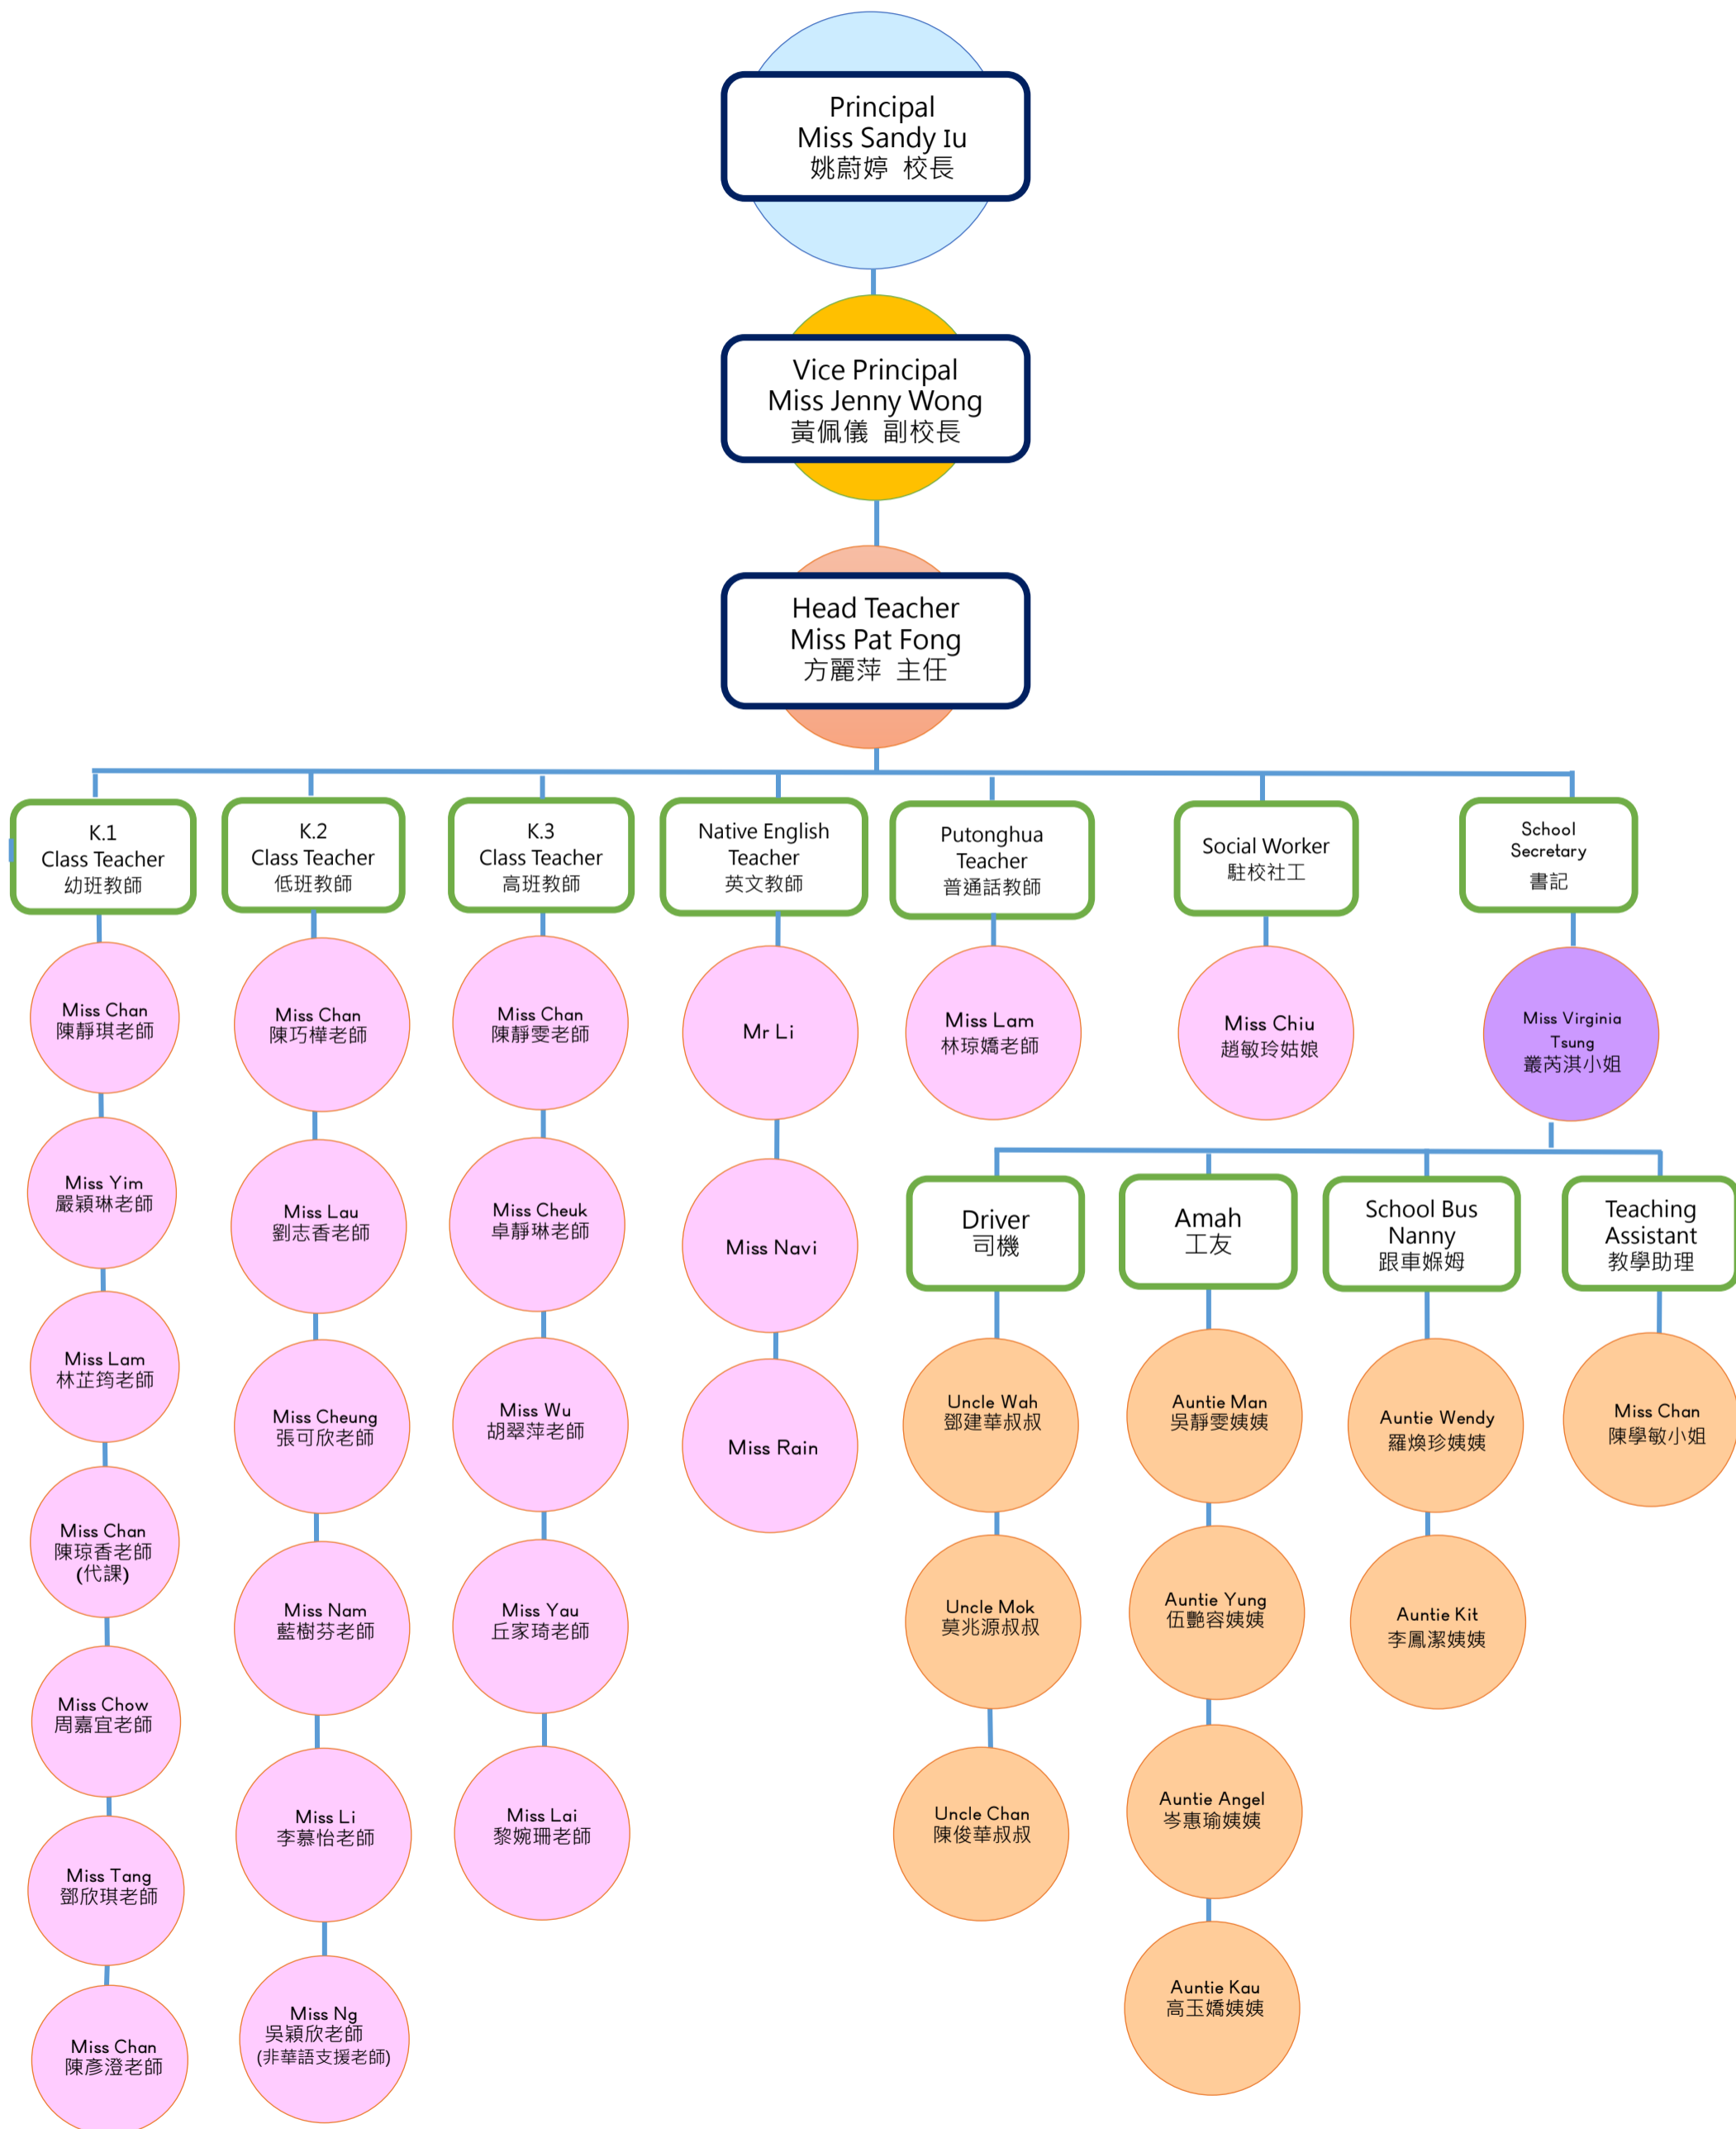 Principal
Miss Sandy Iu
姚蔚婷 校長
Vice Principal
Miss Jenny Wong
黃佩儀 副校長
Head Teacher
Miss Pat Fong
方麗萍 主任
K.1
Class Teacher
幼班教師
K.2
Class Teacher
低班教師
K.3
Class Teacher
高班教師
Native English
Teacher
英文教師
Putonghua
Teacher
普通話教師
Social Worker
駐校社工
School
Secretary
書記
Miss Chan
陳靜琪老師
Miss Yim
嚴穎琳老師
Miss Lam
林芷筠老師
Miss Chan
陳琼香老師
(代課)
Miss Chow
周嘉宜老師
Miss Tang
鄧欣琪老師
Miss Chan
陳彥澄老師
Miss Chan
陳巧樺老師
Miss Lau
劉志香老師
Miss Cheung
張可欣老師
Miss Nam
藍樹芬老師
Miss Li
李慕怡老師
Miss Ng
吳穎欣老師
(非華語支援老師)
Miss Chan
陳靜雯老師
Miss Cheuk
卓靜琳老師
Miss Wu
胡翠萍老師
Miss Yau
丘家琦老師
Miss Lai
黎婉珊老師
Mr Li
Miss Navi
Miss Rain
Miss Lam
林琼嬌老師
Miss Chiu
趙敏玲姑娘
Miss Virginia
Tsung
叢芮淇小姐
Driver
司機
Uncle Wah
鄧建華叔叔
Uncle Mok
莫兆源叔叔
Uncle Chan
陳俊華叔叔
Amah
工友
Auntie Man
吳靜雯姨姨
Auntie Yung
伍艷容姨姨
Auntie Angel
岑惠瑜姨姨
Auntie Kau
高玉嬌姨姨
School Bus
Nanny
跟車媬姆
Auntie Wendy
羅煥珍姨姨
Auntie Kit
李鳳潔姨姨
Teaching
Assistant
教學助理
Miss Chan
陳學敏小姐